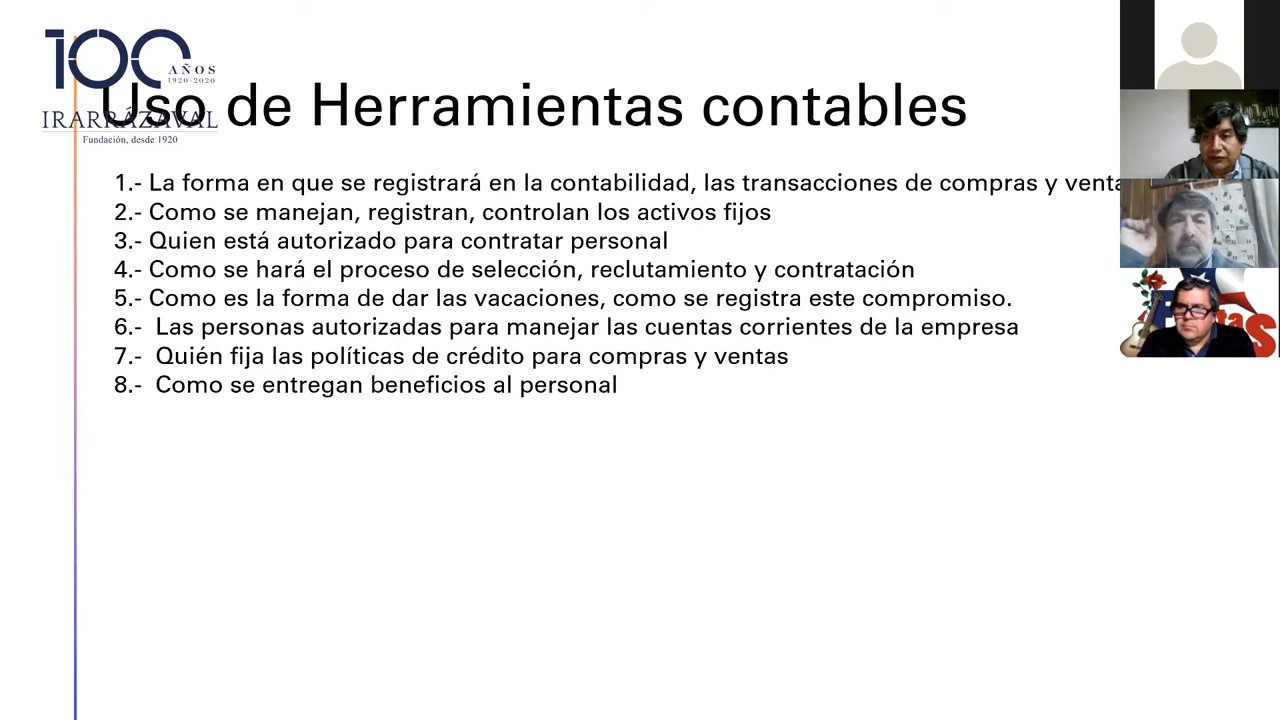 100
AÑOS
1920-2020
IRARRÁZAVAL
Fundación, desde 1920
Uso de Herramientas contables
1.- La forma en que se registrará en la contabilidad, las transacciones de compras y venta
2.- Como se manejan, registran, controlan los activos fijos
3.- Quien está autorizado para contratar personal
4.- Como se hará el proceso de selección, reclutamiento y contratación
5.- Como es la forma de dar las vacaciones, como se registra este compromiso.
6.- Las personas autorizadas para manejar las cuentas corrientes de la empresa
7.- Quién fija las políticas de crédito para compras y ventas
8.- Como se entregan beneficios al personal